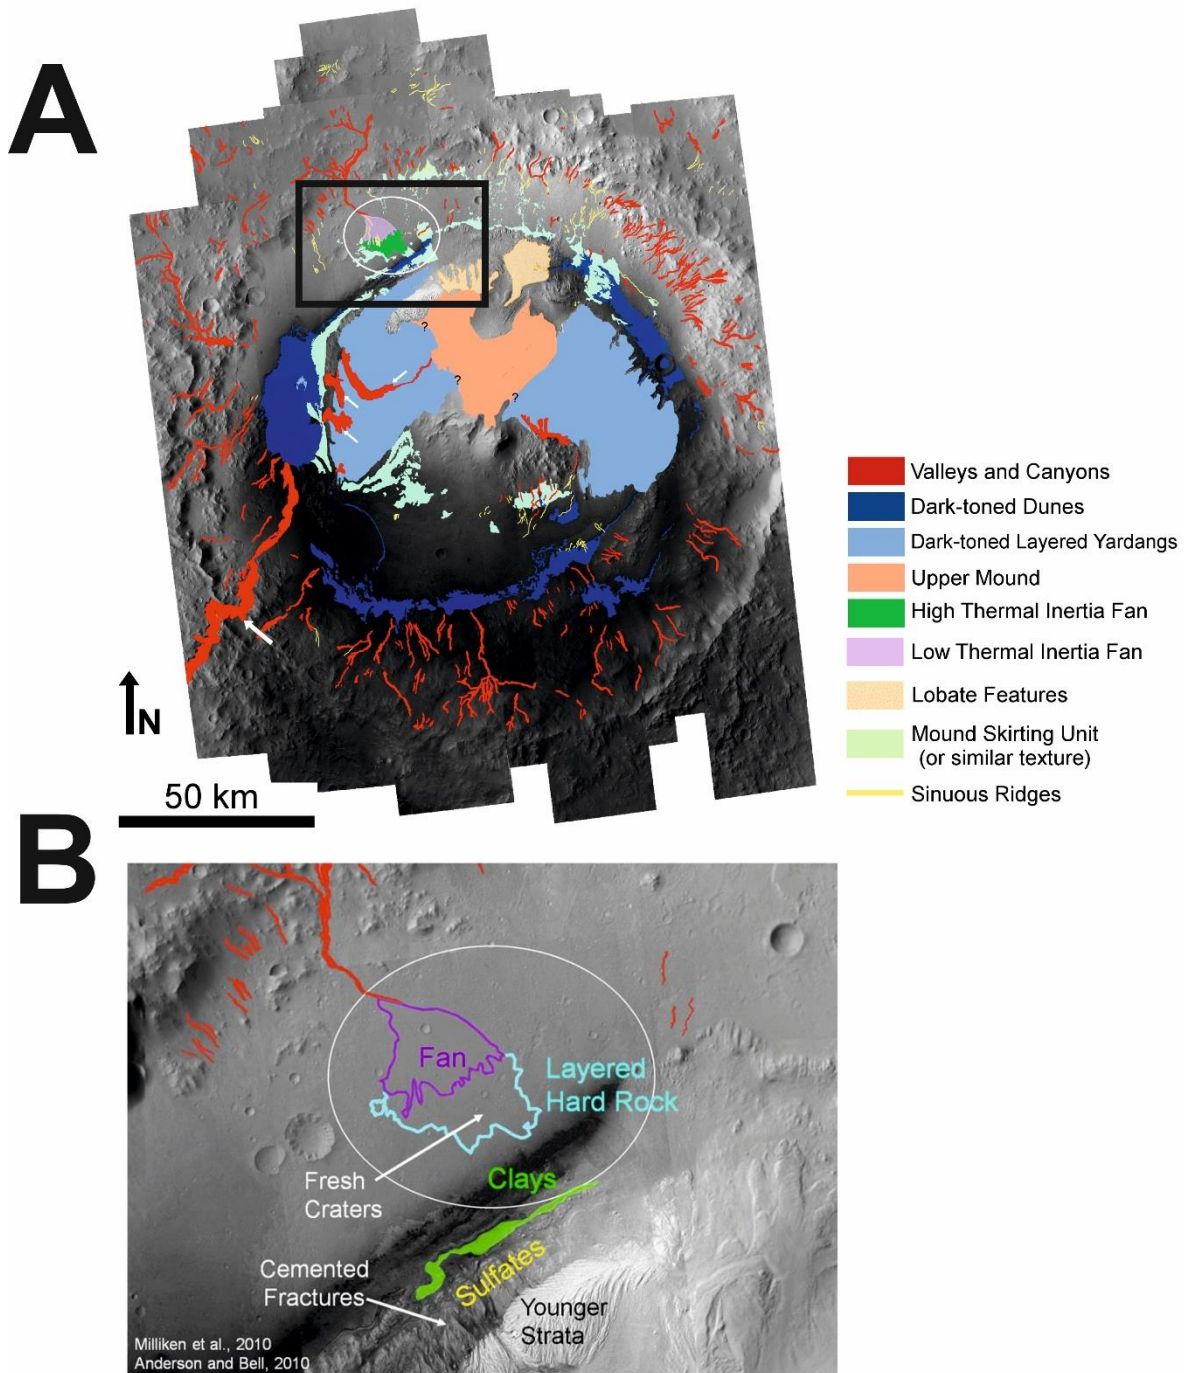 A
?
?
?
N
50 km
Valleys and Canyons
Dark-toned Dunes
Dark-toned Layered Yardangs
Upper Mound
High Thermal Inertia Fan
Low Thermal Inertia Fan
Lobate Features
Mound Skirting Unit
(or similar texture)
Sinuous Ridges
B
Fan
Layered
Hard Rock
Fresh
Craters
Clays
Sulfates
Cemented
Fractures
Younger
Strata
Milliken et al., 2010
Anderson and Bell, 2010